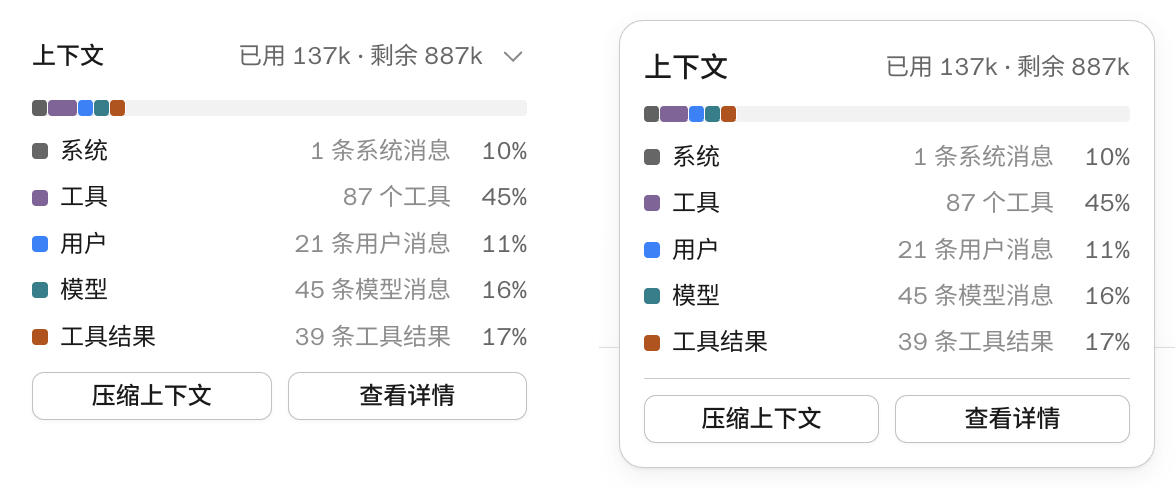 上下文 已用 137k · 剩余 887k
系统 1 条系统消息 10%
工具 87 个工具 45%
用户 21 条用户消息 11%
模型 45 条模型消息 16%
工具结果 39 条工具结果 17%
压缩上下文 查看详情
上下文 已用 137k · 剩余 887k
系统 1 条系统消息 10%
工具 87 个工具 45%
用户 21 条用户消息 11%
模型 45 条模型消息 16%
工具结果 39 条工具结果 17%
压缩上下文 查看详情